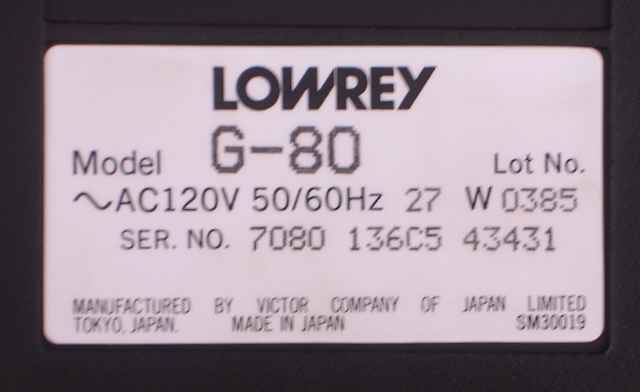 LOWREY
Model G-80 Lot No.
～AC120V 50/60Hz 27 W 0385
SER. NO. 7080 136C5 43431
MANUFACTURED BY VICTOR COMPANY OF JAPAN LIMITED
TOKYO, JAPAN. MADE IN JAPAN SM30019